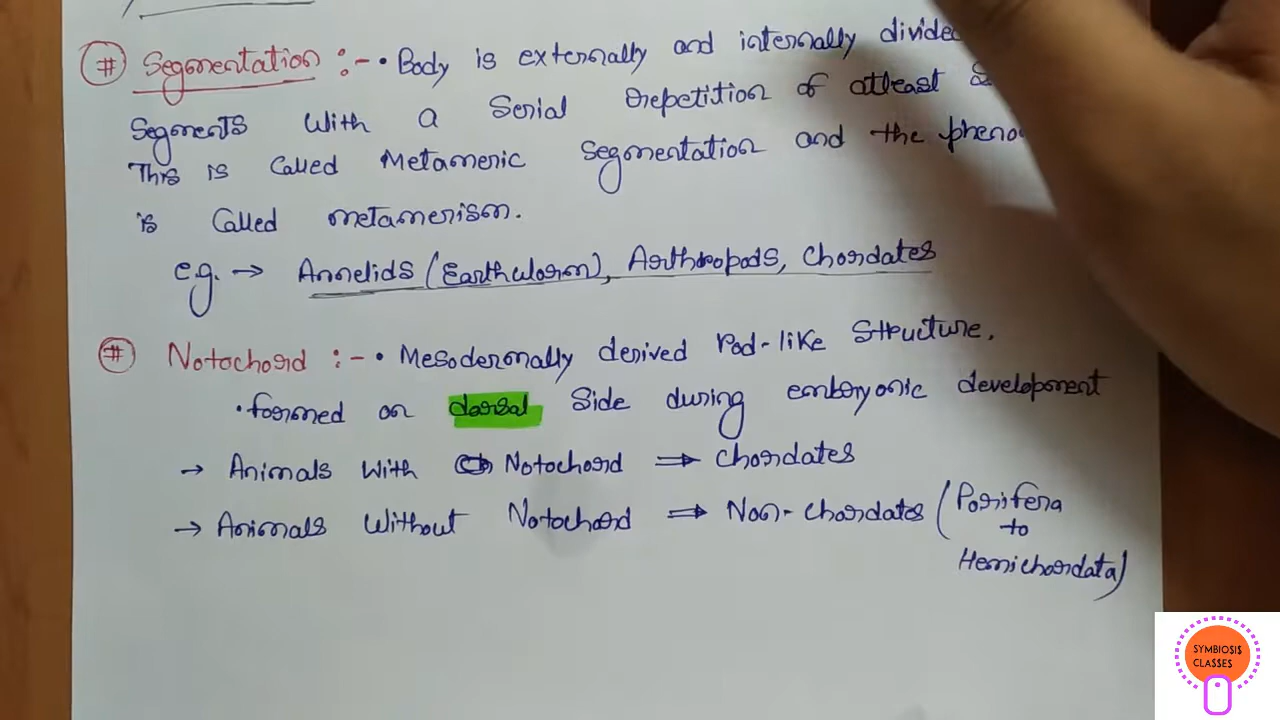 # Segmentation :- • Body is externally and internally divided
Segments with a Serial repetition of atleast
This is Called Metameric Segmentation and the
is Called metamerism.
e.g. → Annelids (Earthworm), Arthropods, Chordates
# Notochord :- • Mesodermally derived rod-like Structure.
• formed on dorsal Side during embryonic development
→ Animals With Notochord ⇒ Chordates
→ Animals Without Notochord ⇒ Non-Chordates (Porifera
to
Hemichordata)
SYMBIOSIS
CLASSES